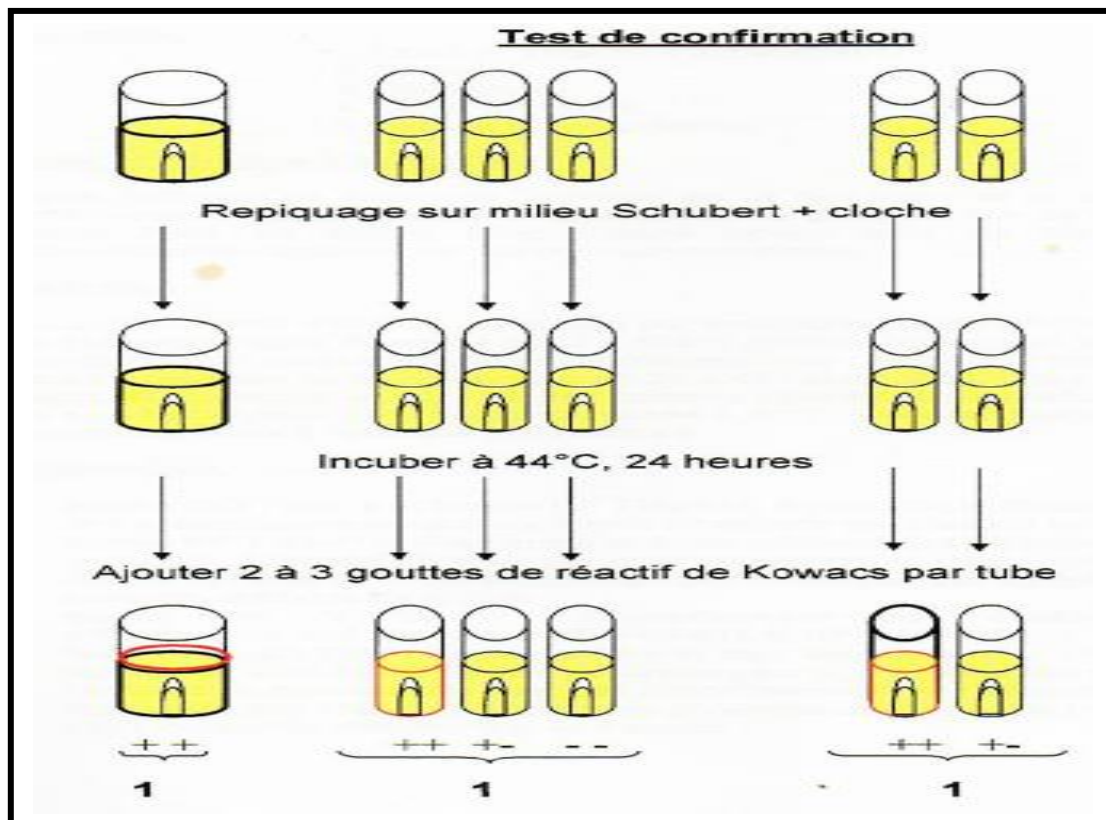 Test de confirmation
Repiquage sur milieu Schubert + cloche
Incuber à 44°C, 24 heures
Ajouter 2 à 3 gouttes de réactif de Kowacs par tube
+ + ++ +- - - ++ +-
1 1 1